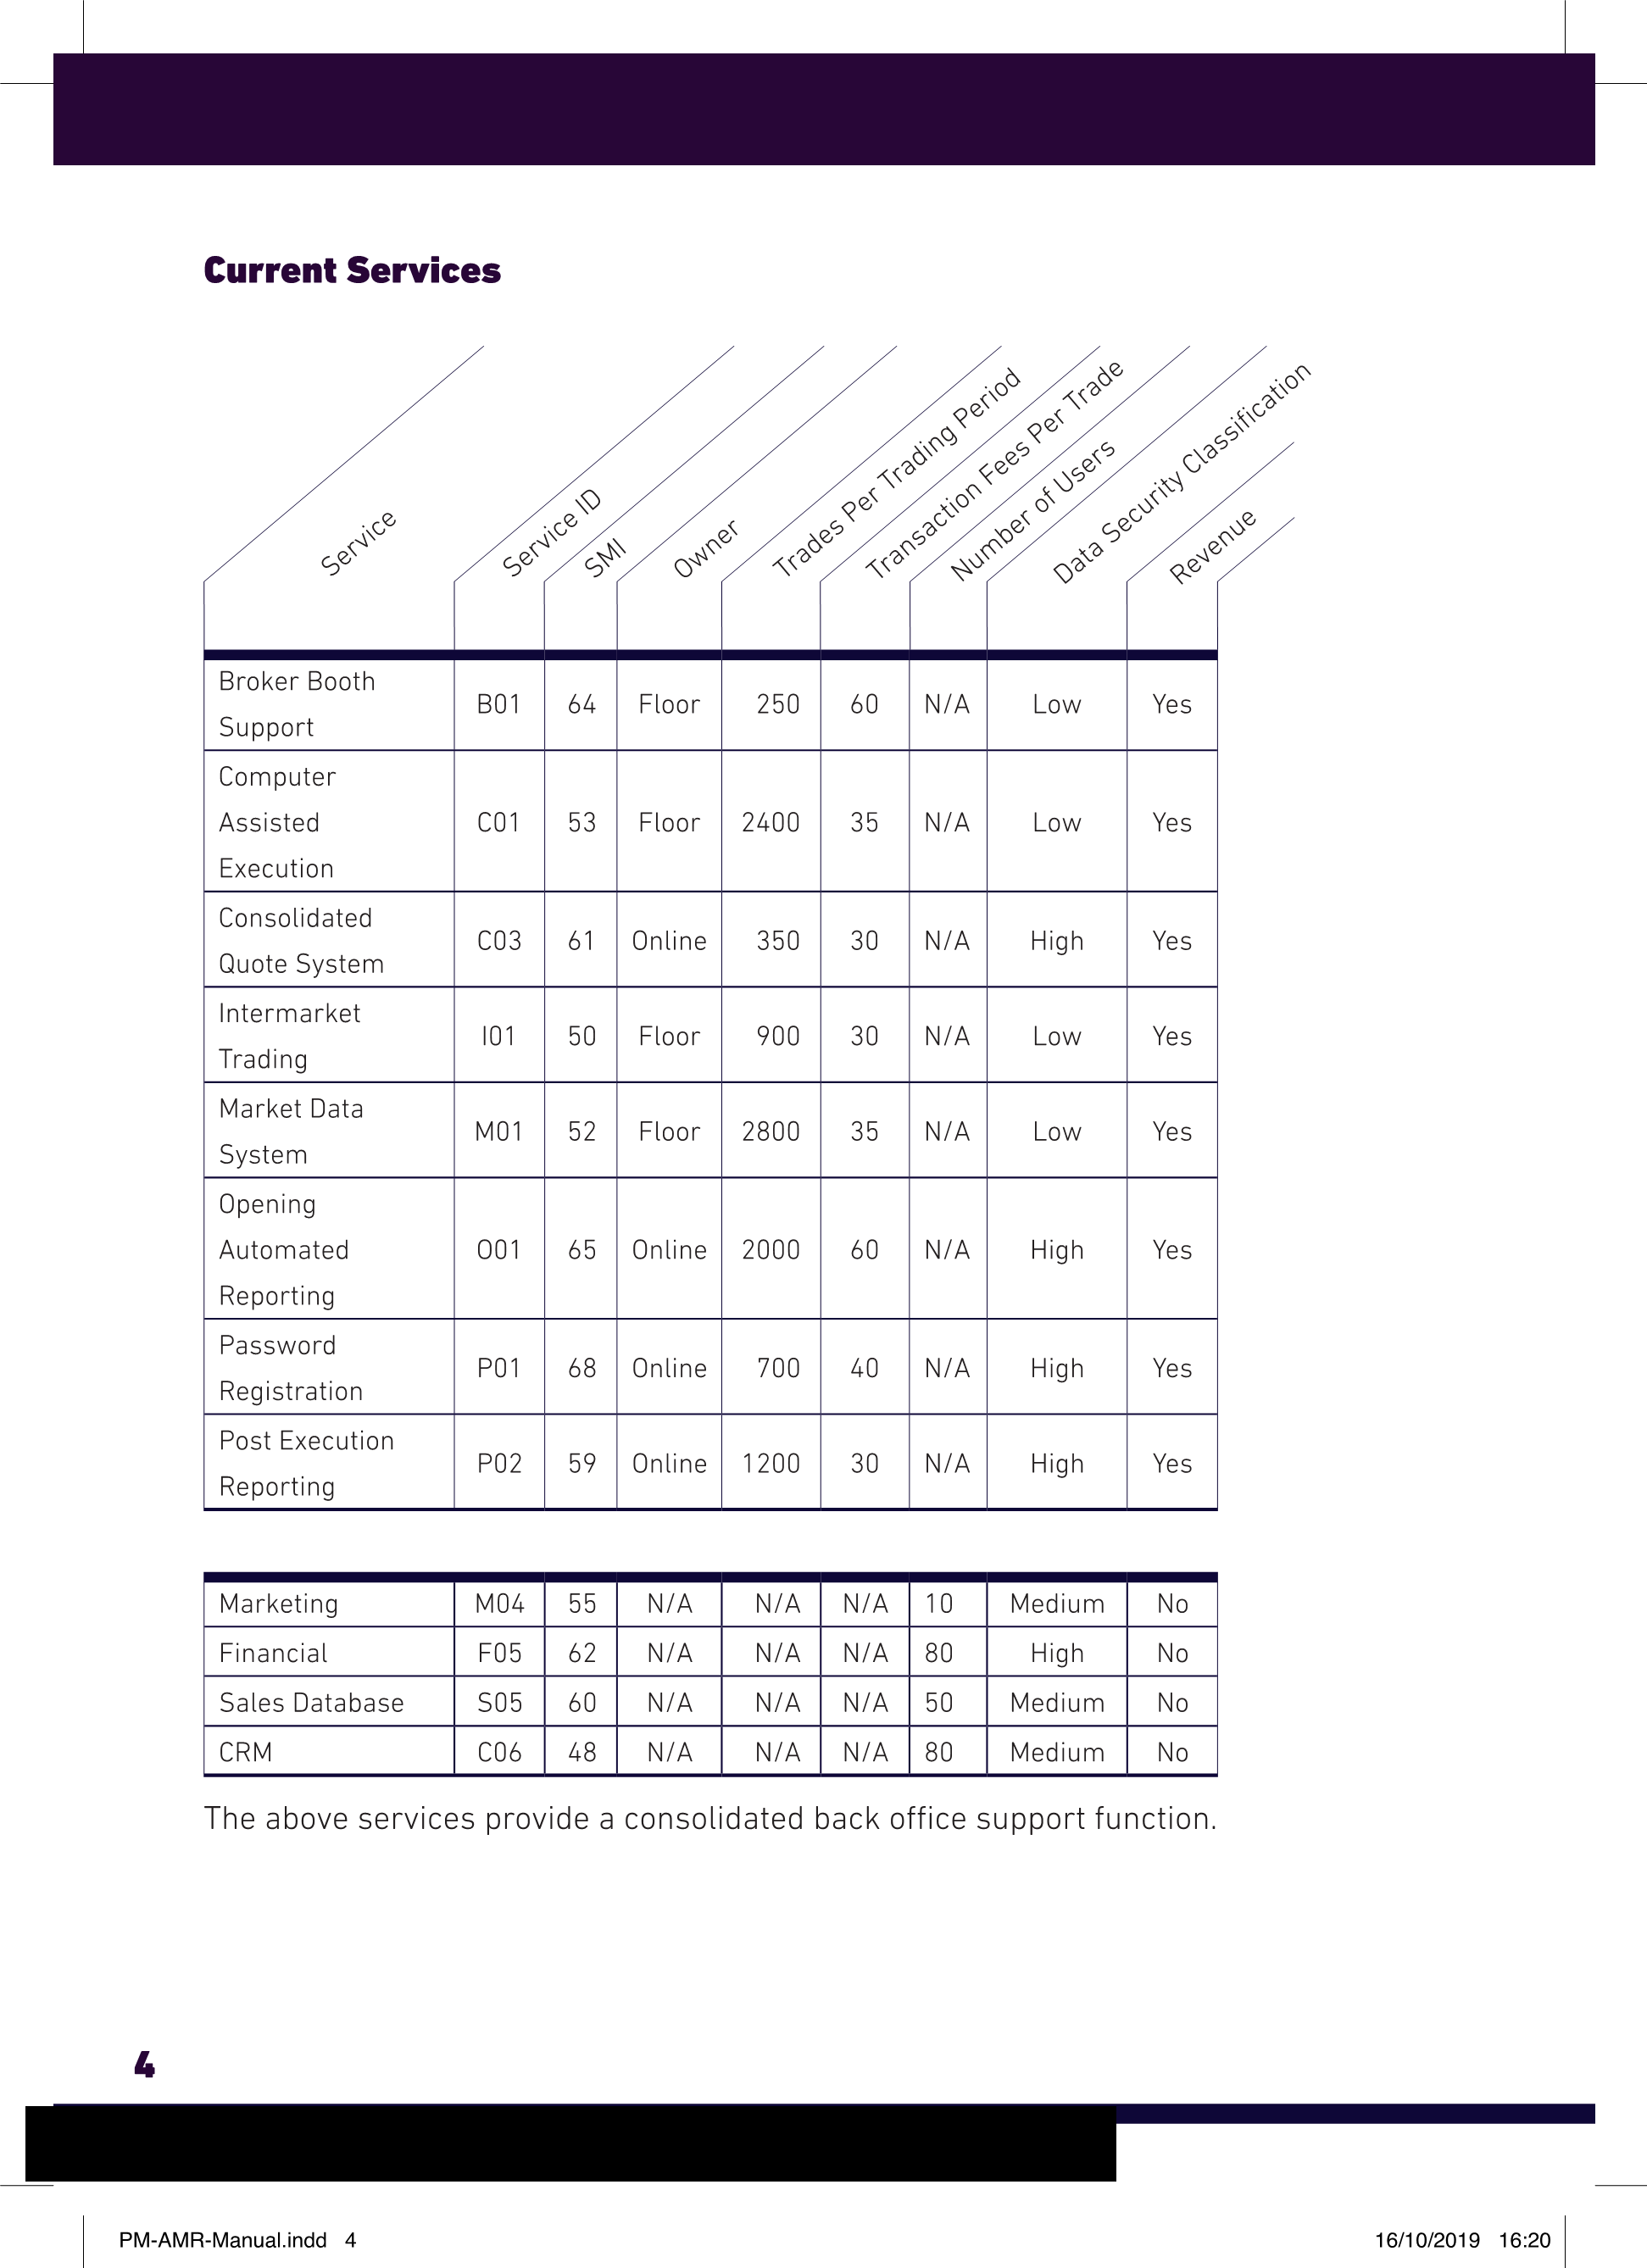 Current Services
Service
Service ID
SMI
Owner
Trades Per Trading Period
Transaction Fees Per Trade
Number of Users
Data Security Classification
Revenue
Broker Booth
Support
B01 64 Floor 250 60 N/A Low Yes
Computer
Assisted
Execution
C01 53 Floor 2400 35 N/A Low Yes
Consolidated
Quote System
C03 61 Online 350 30 N/A High Yes
Intermarket
Trading
I01 50 Floor 900 30 N/A Low Yes
Market Data
System
M01 52 Floor 2800 35 N/A Low Yes
Opening
Automated
Reporting
O01 65 Online 2000 60 N/A High Yes
Password
Registration
P01 68 Online 700 40 N/A High Yes
Post Execution
Reporting
P02 59 Online 1200 30 N/A High Yes
Marketing M04 55 N/A N/A N/A 10 Medium No
Financial F05 62 N/A N/A N/A 80 High No
Sales Database S05 60 N/A N/A N/A 50 Medium No
CRM C06 48 N/A N/A N/A 80 Medium No
The above services provide a consolidated back office support function.
4
PM-AMR-Manual.indd 4 16/10/2019 16:20